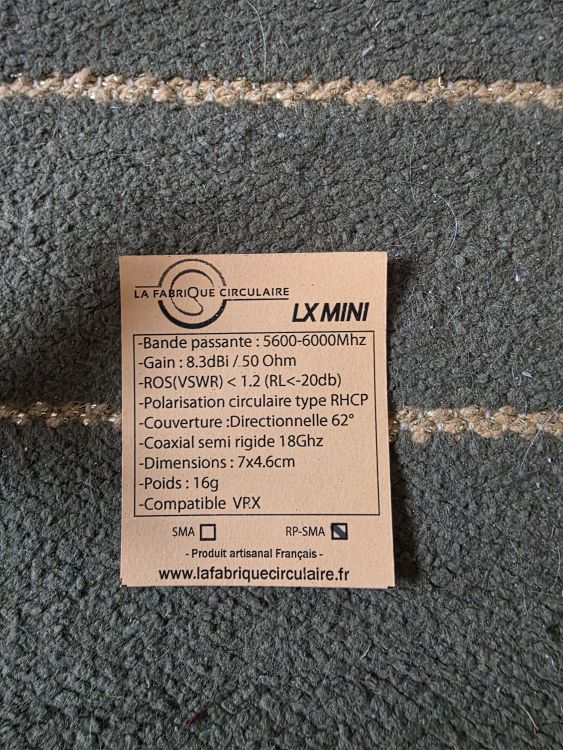 LA FABRIQUE CIRCULAIRE
LX MINI
-Bande passante : 5600-6000Mhz
-Gain : 8.3dBi / 50 Ohm
-ROS(VSWR) < 1.2 (RL<-20db)
-Polarisation circulaire type RHCP
-Couverture :Directionnelle 62°
-Coaxial semi rigide 18Ghz
-Dimensions : 7x4.6cm
-Poids : 16g
-Compatible VRX
SMA RP-SMA
- Produit artisanal Français -
www.lafabriquecirculaire.fr